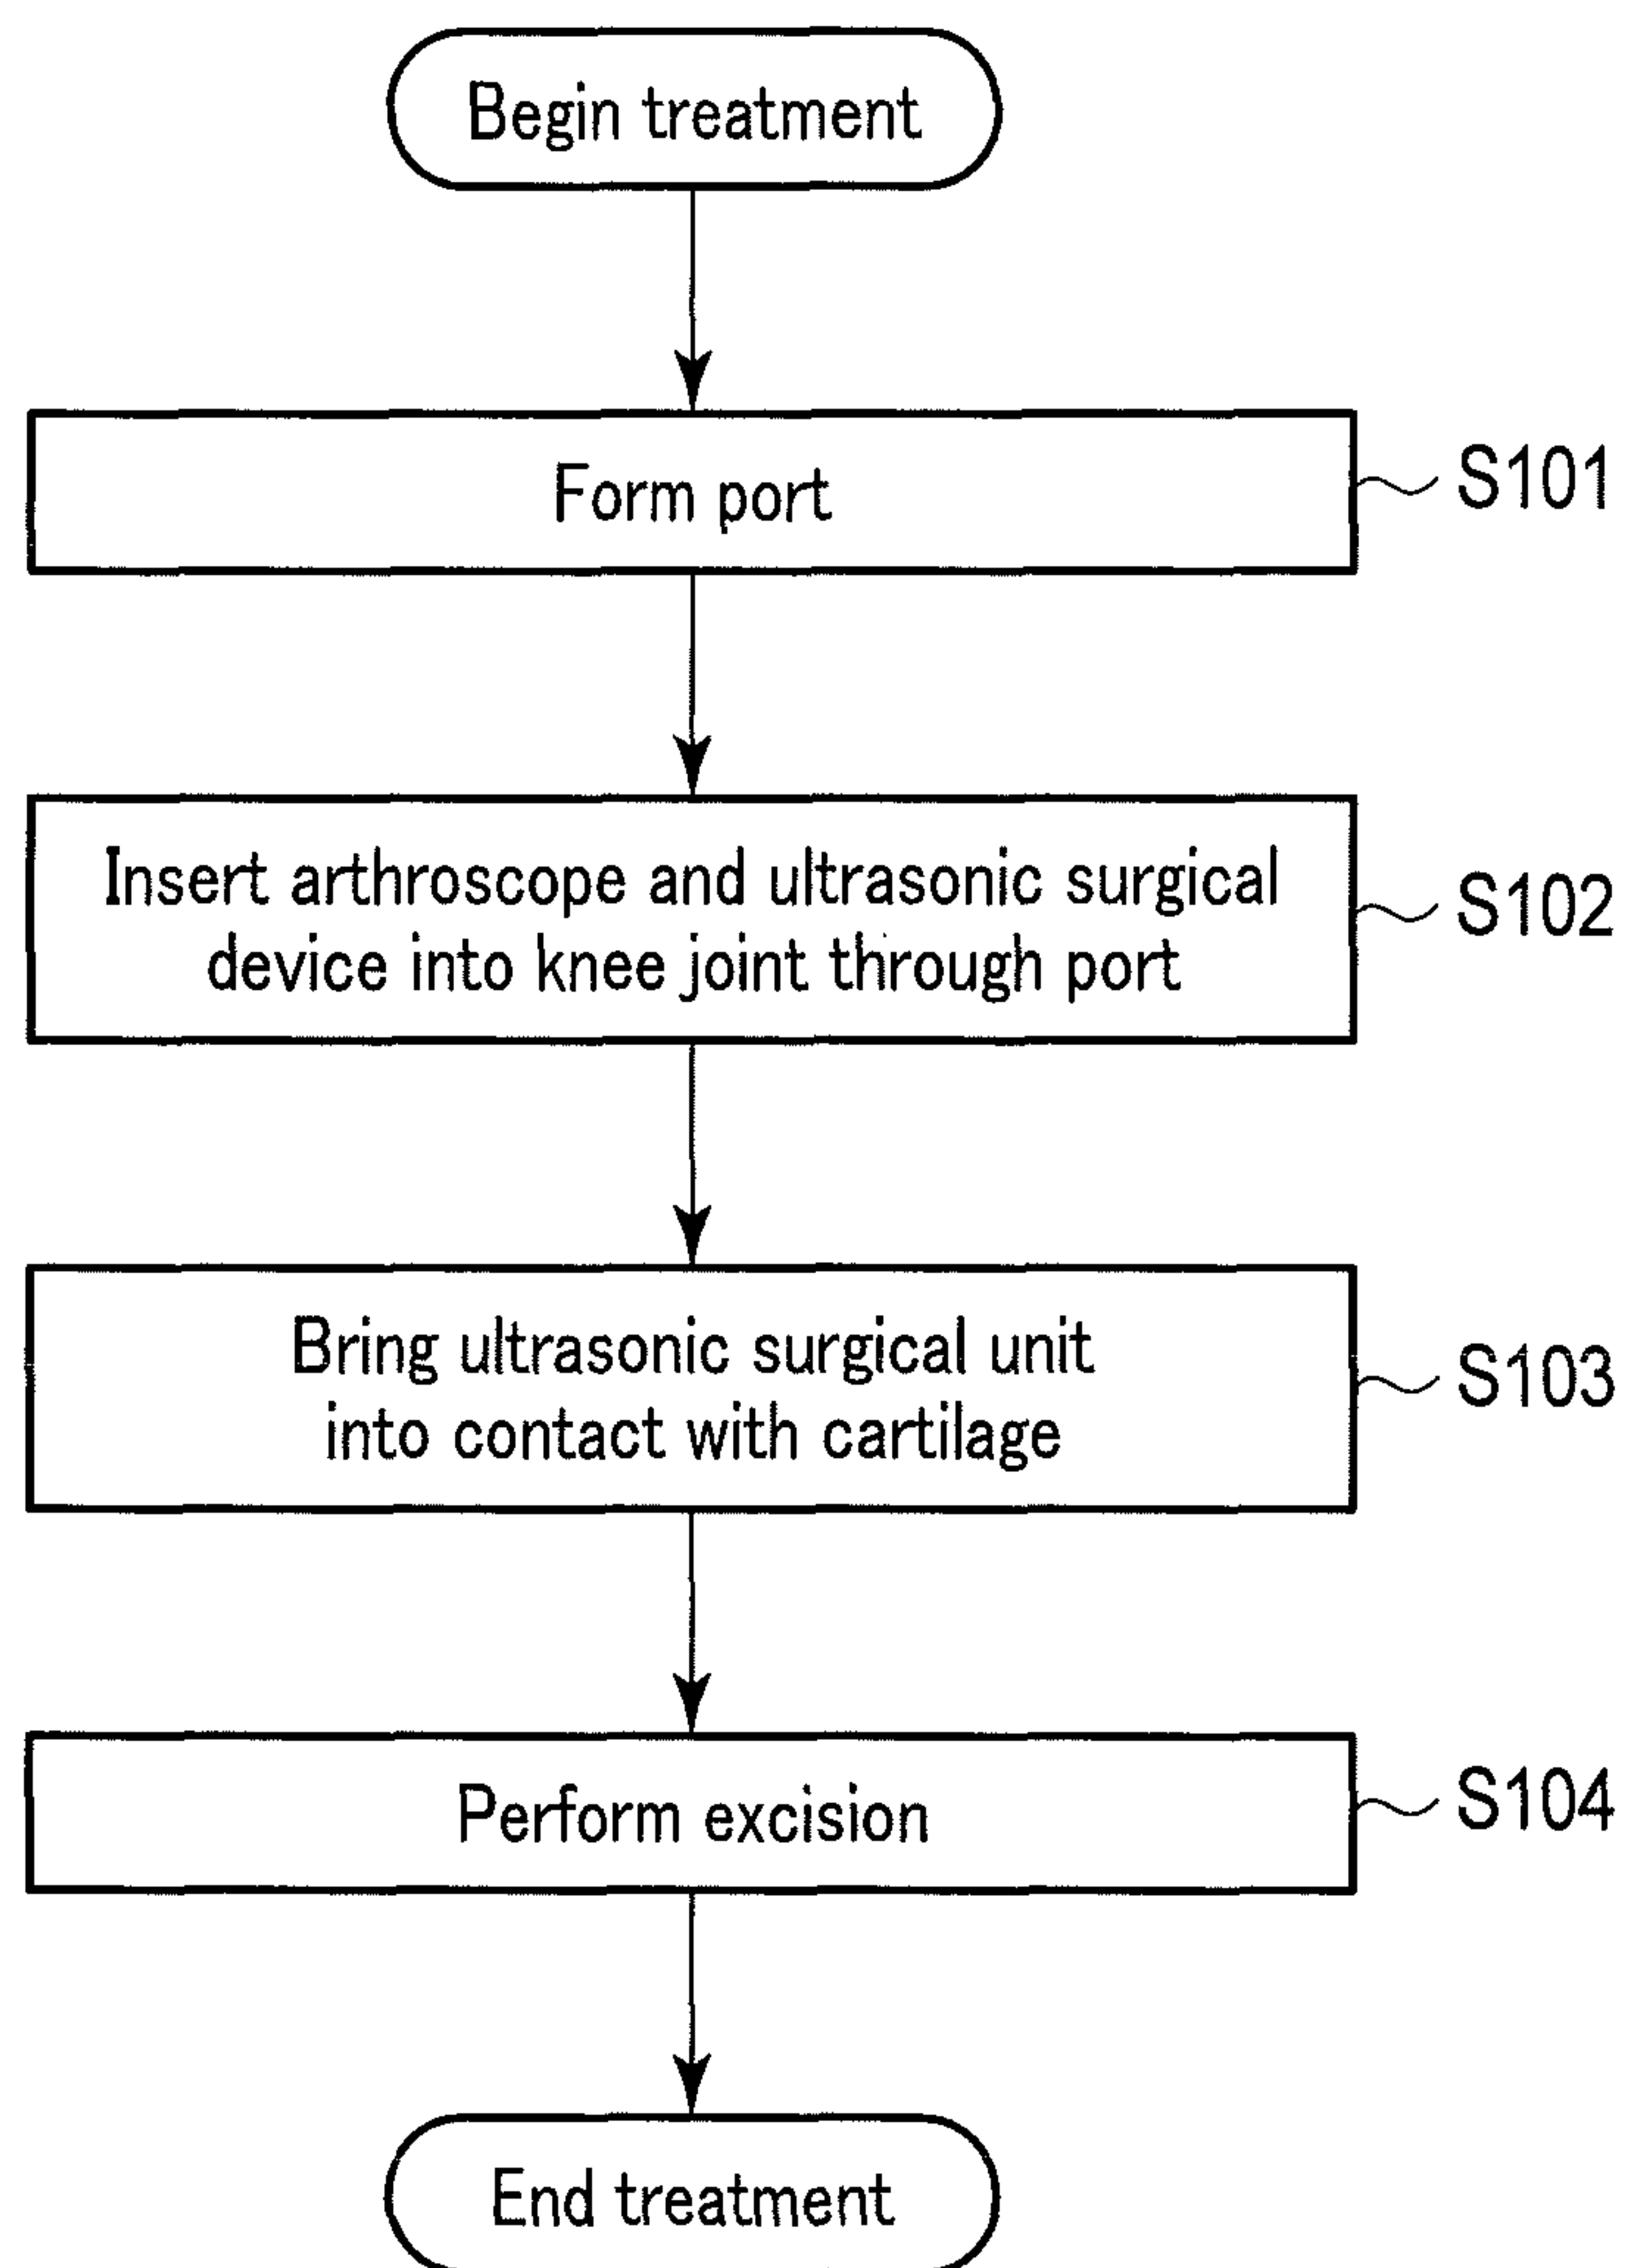 Begin treatment
Form port
S101
Insert arthroscope and ultrasonic surgical
device into knee joint through port
S102
Bring ultrasonic surgical unit
into contact with cartilage
S103
Perform excision
S104
End treatment